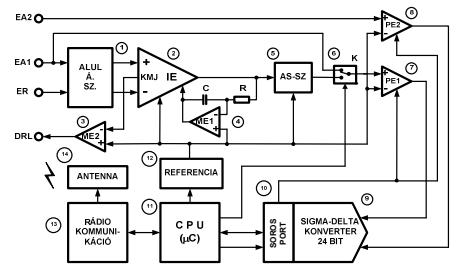 EA2
8
+
-
PE2
EA1
1
2
5
6
ALUL
Á.
SZ.
+
-
KMJ
IE
AS-SZ
K
+
-
PE1
7
ER
C
R
DRL
3
-
+
ME2
-
+
ME1
4
14
ANTENNA
12
REFERENCIA
13
11
10
9
RÁDIÓ
KOMMU-
NIKÁCIÓ
C P U
(µC)
SOROS
PORT
SIGMA-DELTA
KONVERTER
24 BIT